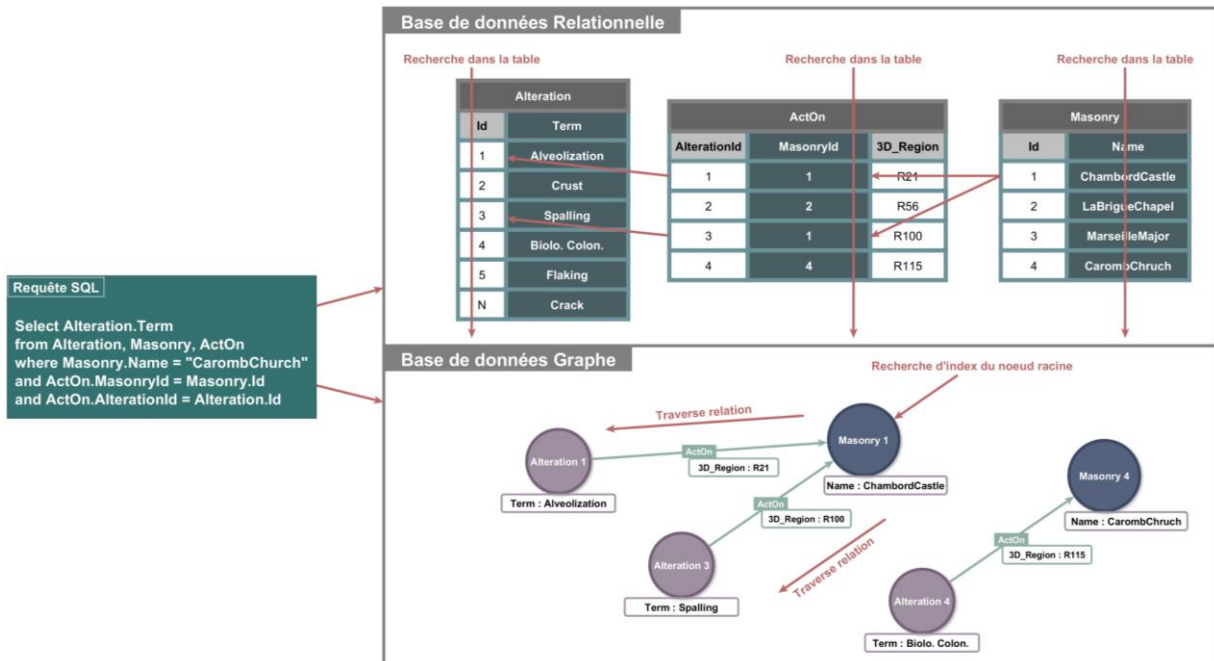 Base de données Relationnelle
Recherche dans la table
Recherche dans la table
Recherche dans la table
Alteration
Id Term
1 Alveolization
2 Crust
3 Spalling
4 Biolo. Colon.
5 Flaking
N Crack
ActOn
AlterationId MasonryId 3D_Region
1 1 R21
2 2 R56
3 1 R100
4 4 R115
Masonry
Id Name
1 ChambordCastle
2 LaBrigueChapel
3 MarseilleMajor
4 CarombChruch
Requête SQL
Select Alteration.Term
from Alteration, Masonry, ActOn
where Masonry.Name = "CarombChurch"
and ActOn.MasonryId = Masonry.Id
and ActOn.AlterationId = Alteration.Id
Base de données Graphe
Recherche d'index du noeud racine
Traverse relation
Alteration 1
Term : Alveolization
ActOn
3D_Region : R21
Masonry 1
Name : ChambordCastle
ActOn
3D_Region : R100
Alteration 3
Term : Spalling
Traverse relation
Masonry 4
Name : CarombChruch
ActOn
3D_Region : R115
Alteration 4
Term : Biolo. Colon.